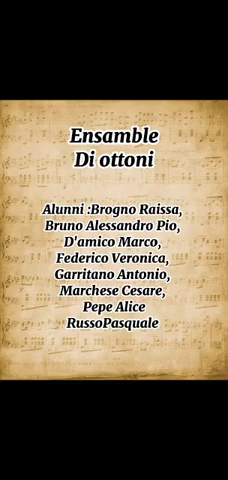 Ensamble
Di ottoni
Alunni :Brogno Raissa,
Bruno Alessandro Pio,
D'amico Marco,
Federico Veronica,
Garritano Antonio,
Marchese Cesare,
Pepe Alice
RussoPasquale